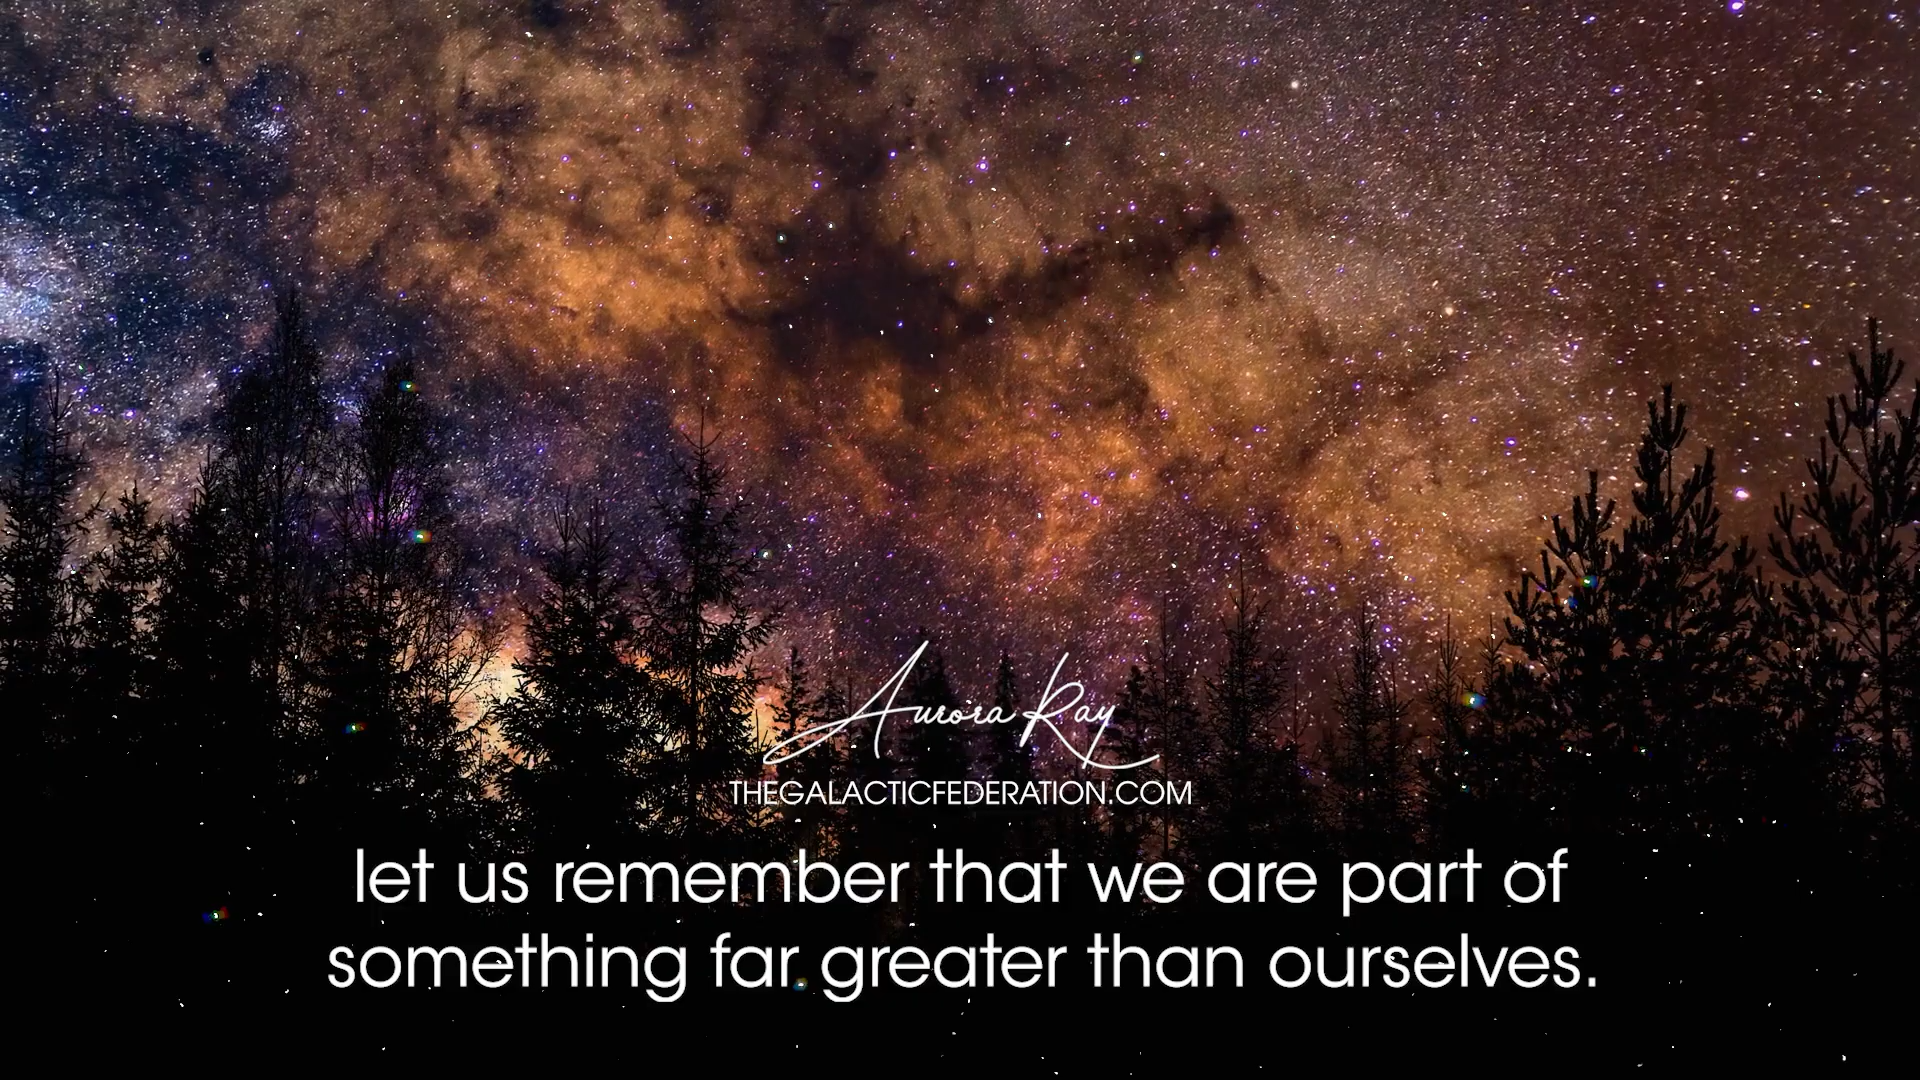 Aurora Ray
THEGALACTICFEDERATION.COM
let us remember that we are part of
something far greater than ourselves.